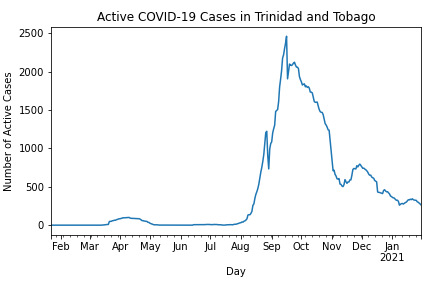 Active COVID-19 Cases in Trinidad and Tobago
2500
2000
1500
1000
500
0
Number of Active Cases
Feb Mar Apr May Jun Jul Aug Sep Oct Nov Dec Jan
2021
Day